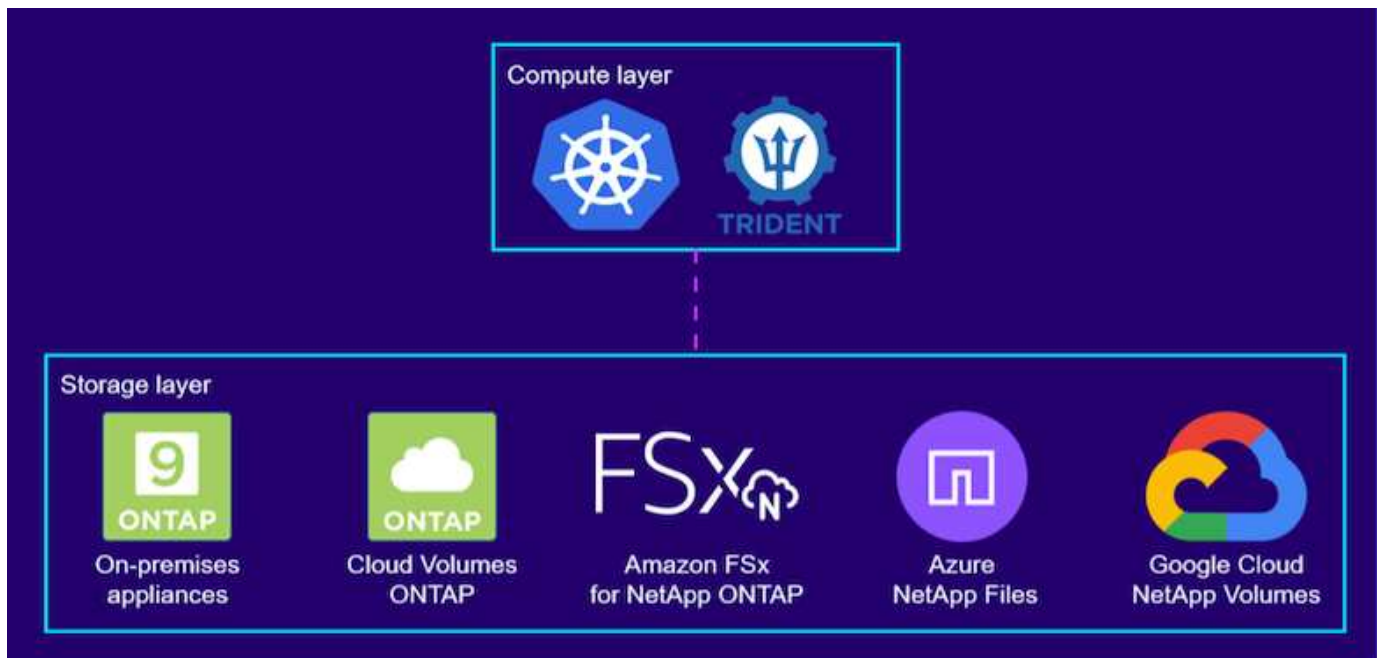 Compute layer
TRIDENT
Storage layer
9
ONTAP
On-premises
appliances
ONTAP
Cloud Volumes
ONTAP
FSx
N
Amazon FSx
for NetApp ONTAP
Azure
NetApp Files
Google Cloud
NetApp Volumes